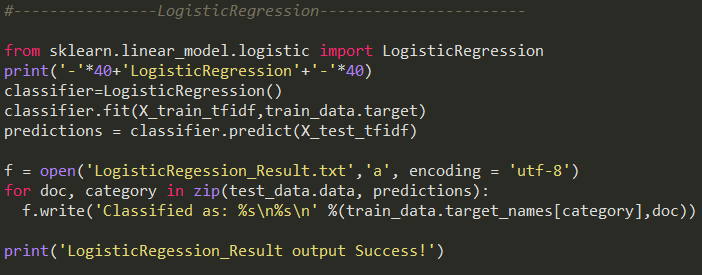 #----------------LogisticRegression-----------------------
from sklearn.linear_model.logistic import LogisticRegression
print('-'*40+'LogisticRegression'+'-'*40)
classifier=LogisticRegression()
classifier.fit(X_train_tfidf,train_data.target)
predictions = classifier.predict(X_test_tfidf)
f = open('LogisticRegession_Result.txt','a', encoding = 'utf-8')
for doc, category in zip(test_data.data, predictions):
f.write('Classified as: %s\n%s\n' %(train_data.target_names[category],doc))
print('LogisticRegession_Result output Success!')